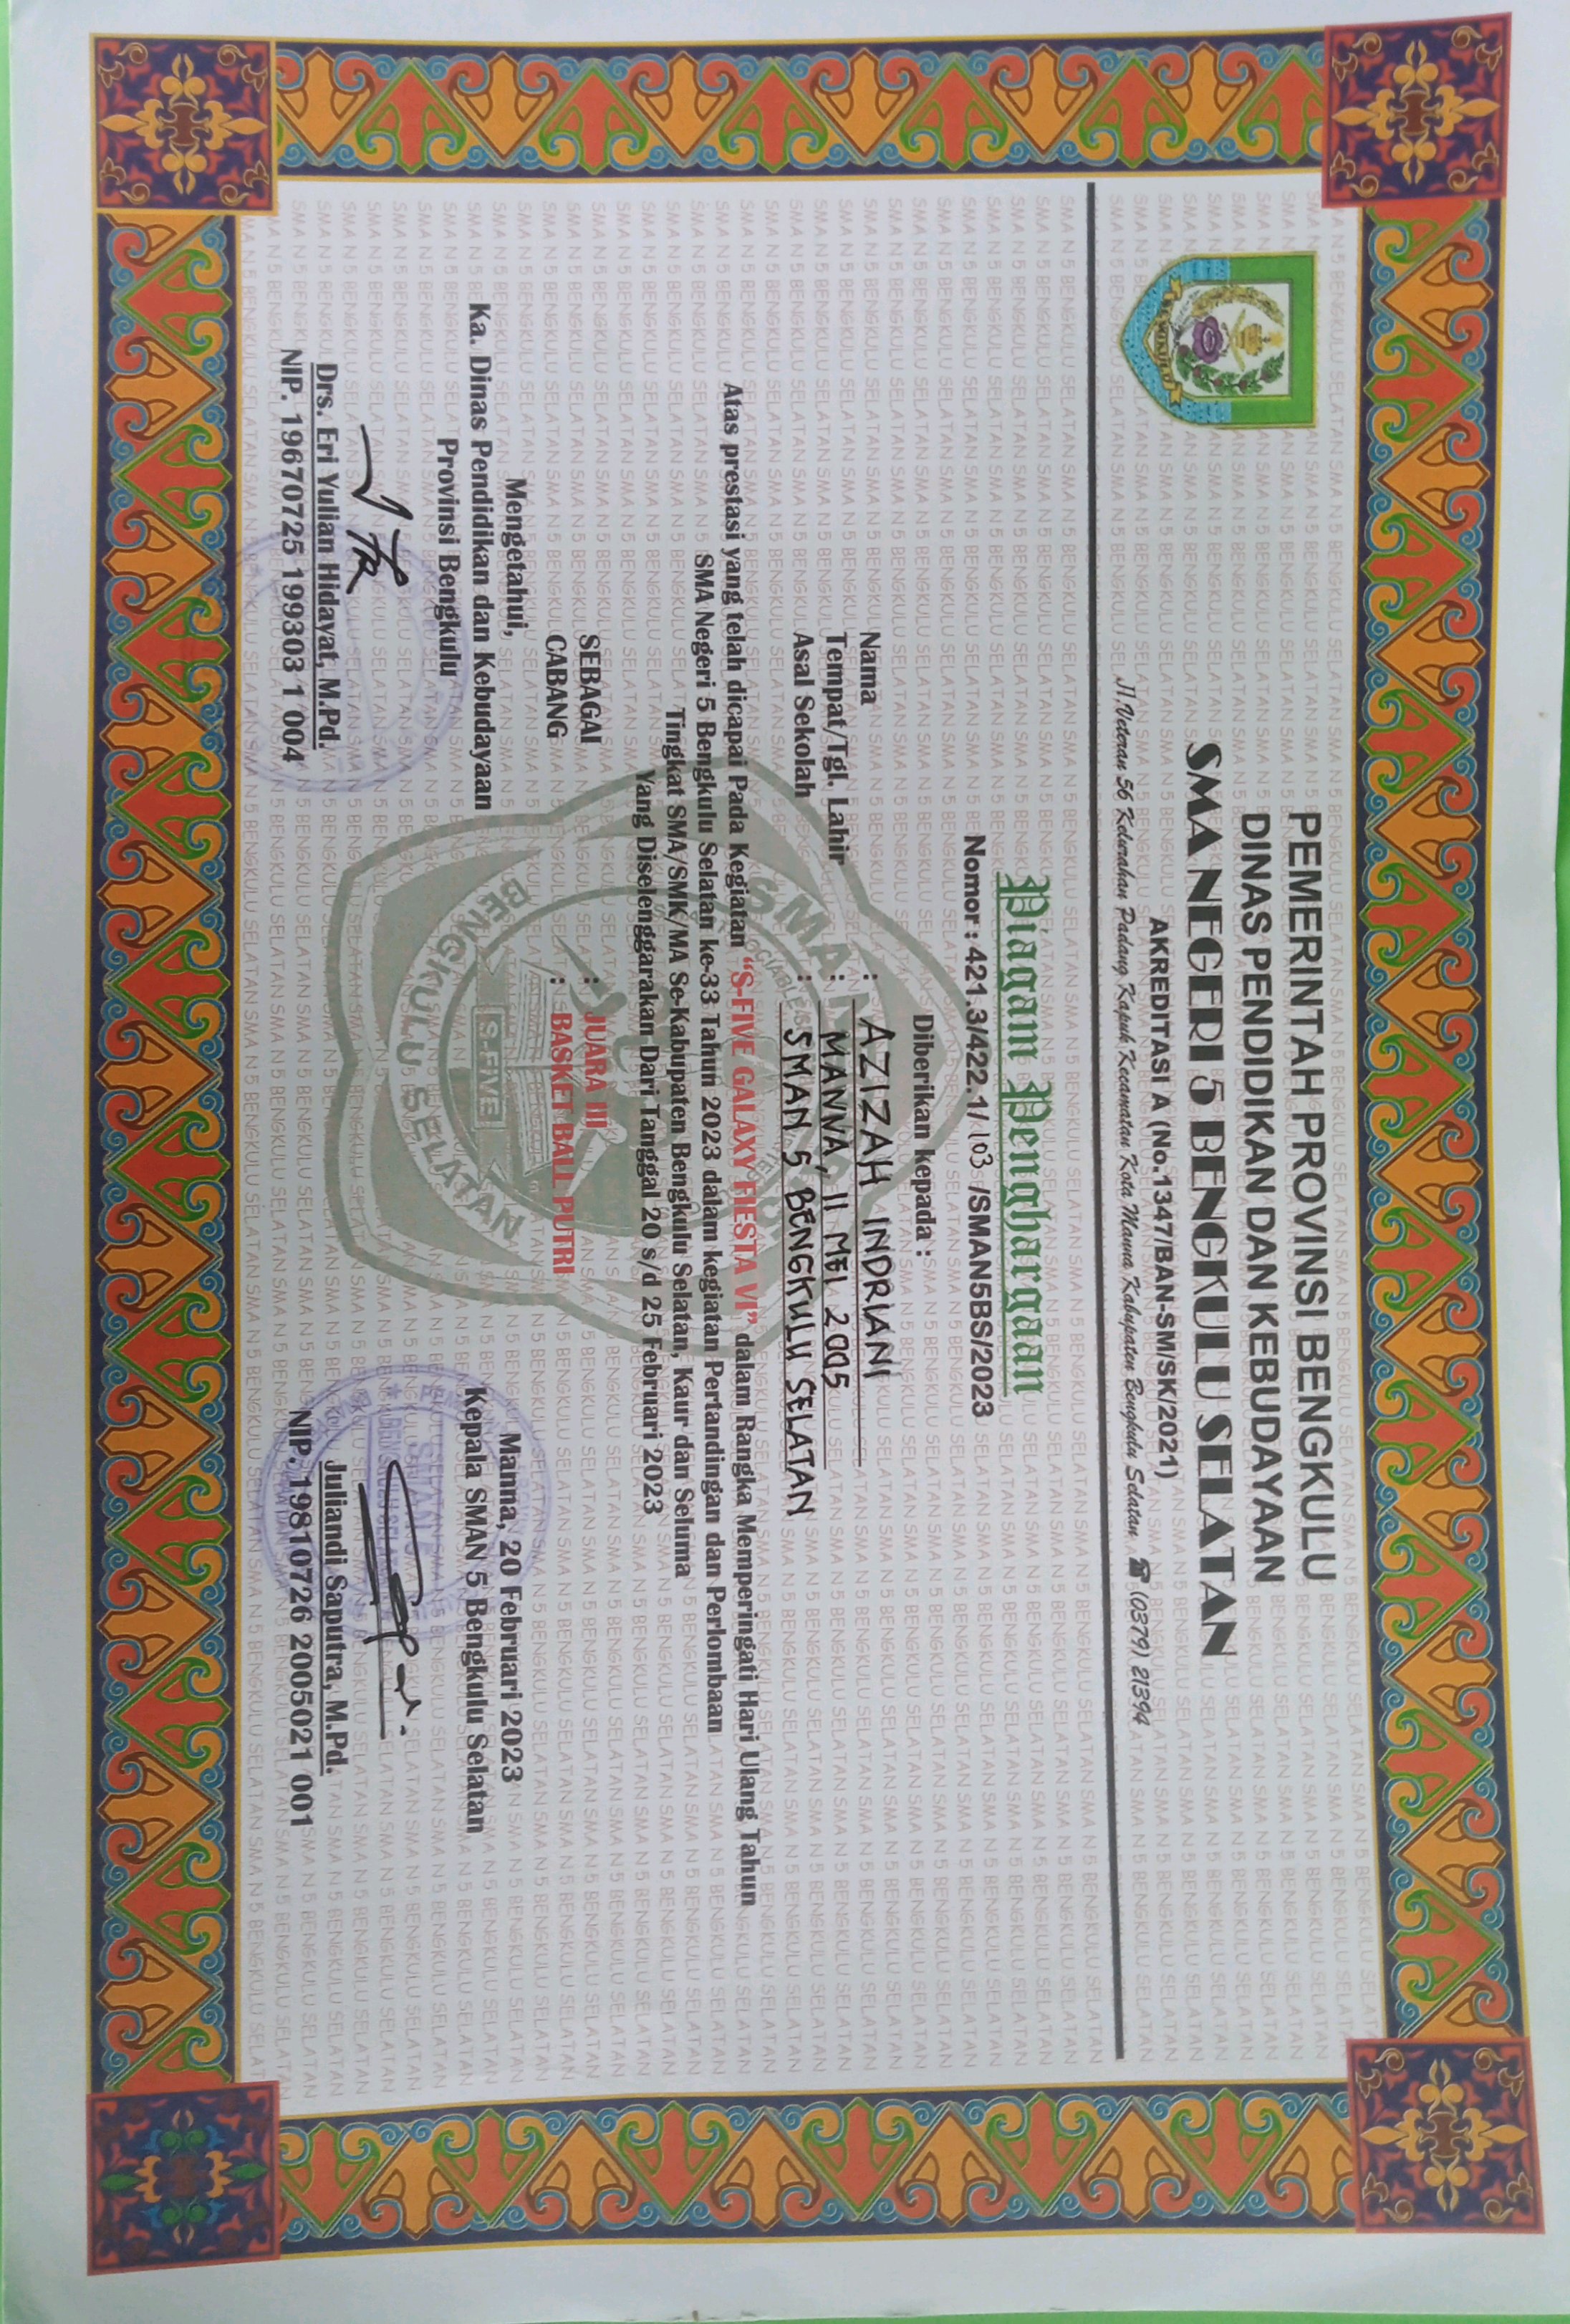 PEMERINTAH PROVINSI BENGKULU
DINAS PENDIDIKAN DAN KEBUDAYAAN
SMA NEGERI 5 BENGKULU SELATAN
AKREDITASI A (No.1347/BAN-SM/SK/2021)
Jl.Veteran 56 Kelurahan Padang Kapuk Kecamatan Kota Manna Kabupaten Bengkulu Selatan ☎ (0379) 21394
Piagam Penghargaan
Nomor : 421.3/422.1/103 /SMAN5BS/2023
Diberikan kepada :
Nama : AZIZAH INDRIANI
Tempat/Tgl. Lahir : MANNA, 11 MEI 2005
Asal Sekolah : SMAN 5 BENGKULU SELATAN
Atas prestasi yang telah dicapai Pada Kegiatan “S-FIVE GALAXY FIESTA VI” dalam Rangka Memperingati Hari Ulang Tahun
SMA Negeri 5 Bengkulu Selatan ke-33 Tahun 2023 dalam kegiatan Pertandingan dan Perlombaan
Tingkat SMA/SMK/MA Se-Kabupaten Bengkulu Selatan, Kaur dan Seluma
Yang Diselenggarakan Dari Tanggal 20 s/d 25 Februari 2023
SEBAGAI : JUARA III
CABANG : BASKET BALL PUTRI
Mengetahui,
Ka. Dinas Pendidikan dan Kebudayaan
Provinsi Bengkulu
Drs. Eri Yulian Hidayat, M.Pd.
NIP. 19670725 199303 1 004
Manna, 20 Februari 2023
Kepala SMAN 5 Bengkulu Selatan
Juliandi Saputra, M.Pd.
NIP. 19810726 2005021 001
S.FIVE
BENGKULU SELATAN